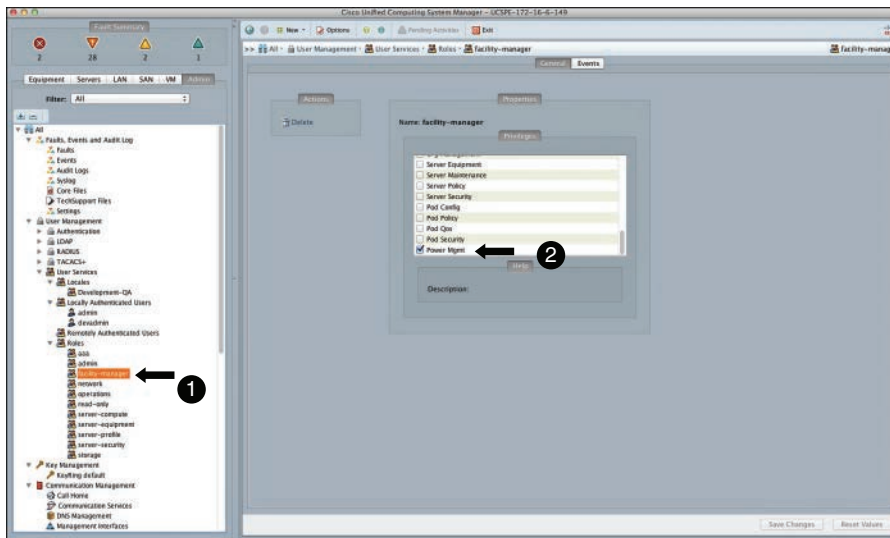 Cisco Unified Computing System Manager - UCSPE-172-16-6-149
Fault Summary
2 28 2 1
Equipment Servers LAN SAN VM Admin
Filter: All
All
Faults, Events and Audit Log
Faults
Events
Audit Logs
Syslog
Core Files
TechSupport Files
Settings
User Management
Authentication
LDAP
RADIUS
TACACS+
User Services
Locales
Development-QA
Locally Authenticated Users
admin
devadmin
Remotely Authenticated Users
Roles
aaa
admin
facility-manager
network
operations
read-only
server-compute
server-equipment
server-profile
server-security
storage
Key Management
KeyRing default
Communication Management
Call Home
Communication Services
DNS Management
Management Interfaces
1
New Options Pending Activities Exit
>> All User Management User Services Roles facility-manager
facility-manag
General Events
Actions
Delete
Properties
Name: facility-manager
Privileges
Server Equipment
Server Maintenance
Server Policy
Server Security
Pod Config
Pod Policy
Pod Qos
Pod Security
Power Mgmt
2
Help
Description:
Save Changes Reset Values